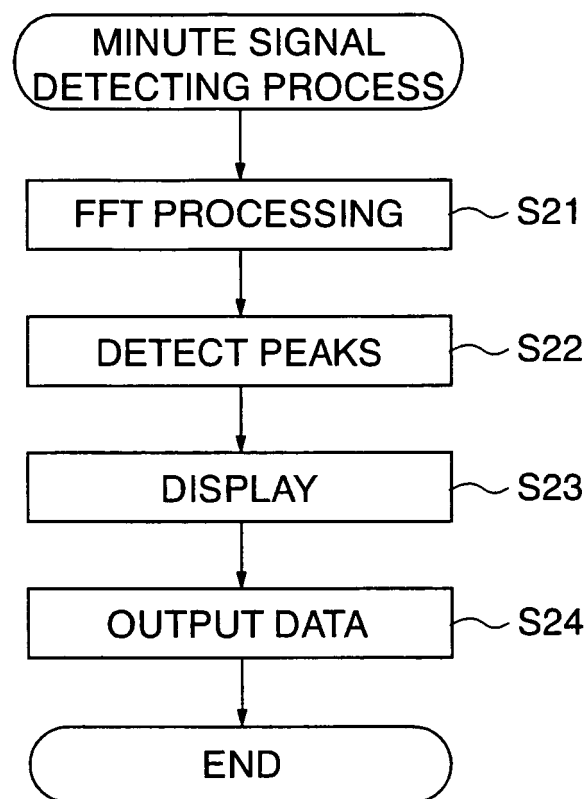 MINUTE SIGNAL
DETECTING PROCESS
FFT PROCESSING S21
DETECT PEAKS S22
DISPLAY S23
OUTPUT DATA S24
END